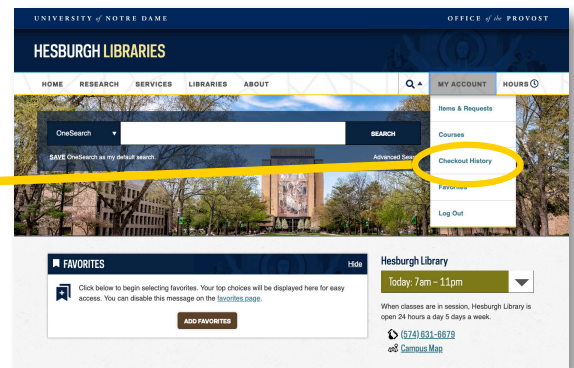 UNIVERSITY of NOTRE DAME
OFFICE of the PROVOST
HESBURGH LIBRARIES
HOME RESEARCH SERVICES LIBRARIES ABOUT
MY ACCOUNT HOURS
Items & Requests
OneSearch
SEARCH
Courses
SAVE OneSearch as my default search.
Advanced Search
Checkout History
Favorites
Log Out
FAVORITES
Hide
Click below to begin selecting favorites. Your top choices will be displayed here for easy
access. You can disable this message on the favorites page.
ADD FAVORITES
Hesburgh Library
Today: 7am – 11pm
When classes are in session, Hesburgh Library is
open 24 hours a day 5 days a week.
(574) 631-6679
Campus Map